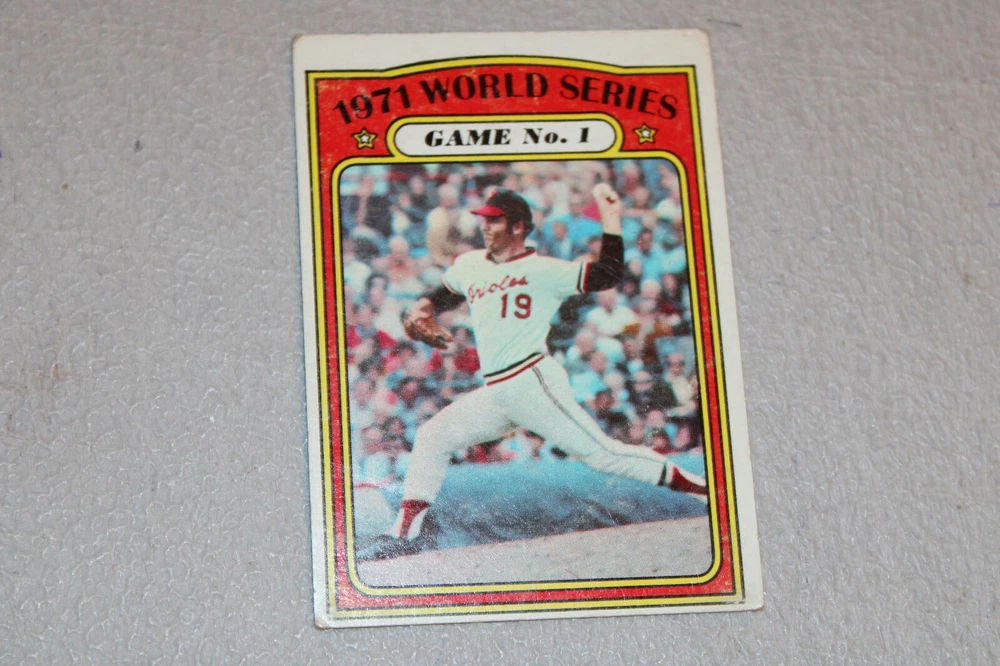 1971 WORLD SERIES
GAME No. 1
Orioles
19